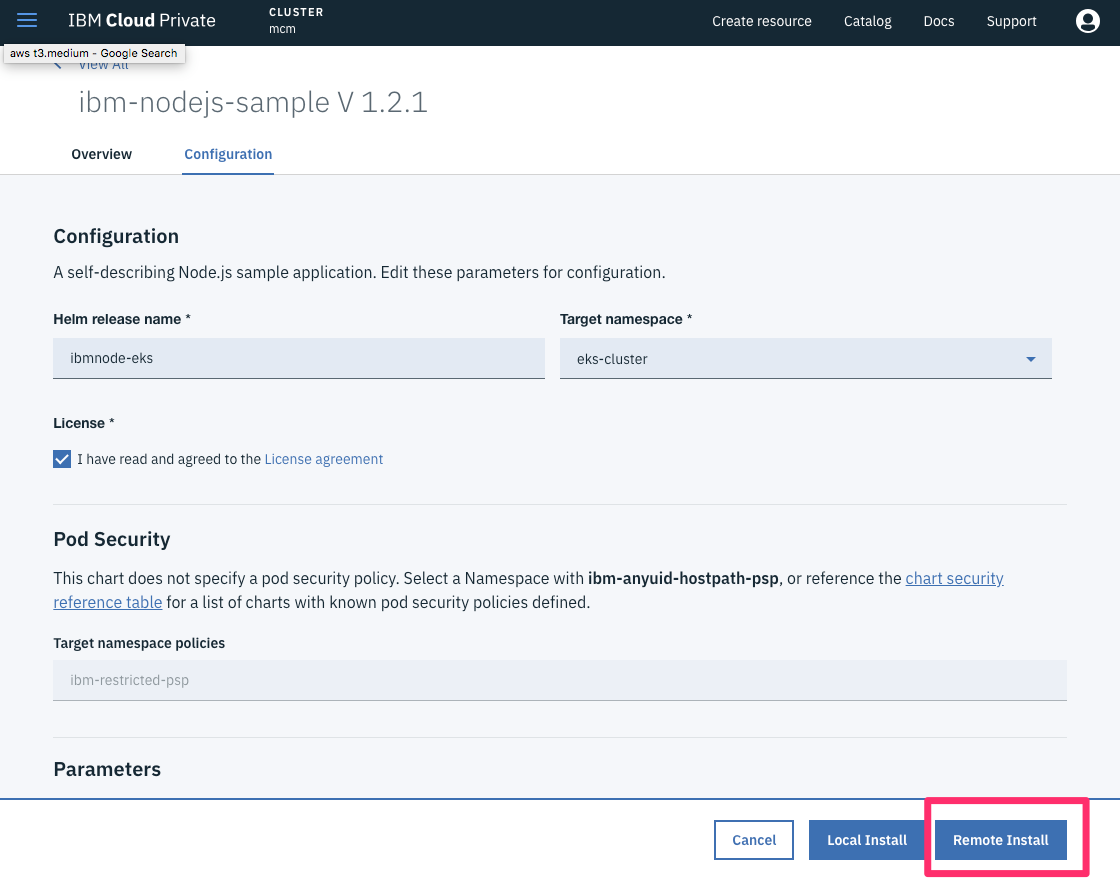 IBM Cloud Private
CLUSTER
mcm
Create resource
Catalog
Docs
Support
aws t3.medium - Google Search
View All
ibm-nodejs-sample V 1.2.1
Overview
Configuration
Configuration
A self-describing Node.js sample application. Edit these parameters for configuration.
Helm release name *
Target namespace *
ibmnode-eks
eks-cluster
License *
I have read and agreed to the License agreement
Pod Security
This chart does not specify a pod security policy. Select a Namespace with ibm-anyuid-hostpath-psp, or reference the chart security
reference table for a list of charts with known pod security policies defined.
Target namespace policies
ibm-restricted-psp
Parameters
Cancel
Local Install
Remote Install